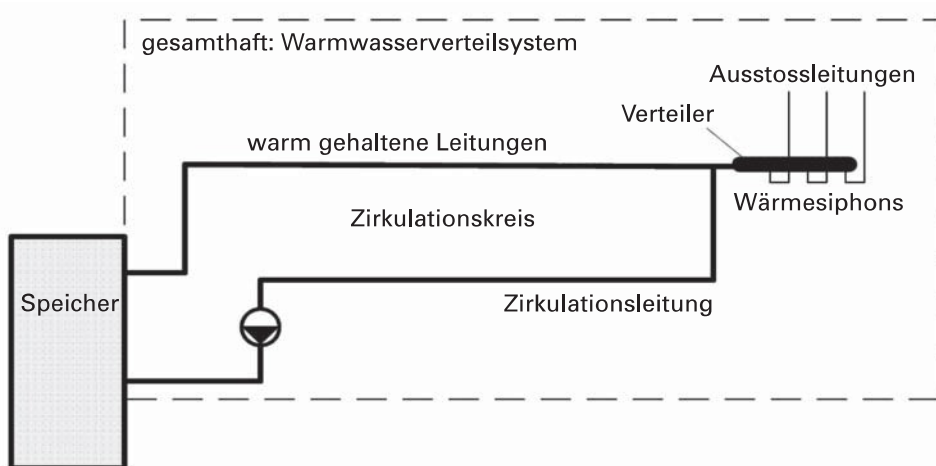 gesamthaft: Warmwasserverteilsystem
Ausstossleitungen
Verteiler
warm gehaltene Leitungen
Wärmesiphons
Zirkulationskreis
Speicher
Zirkulationsleitung